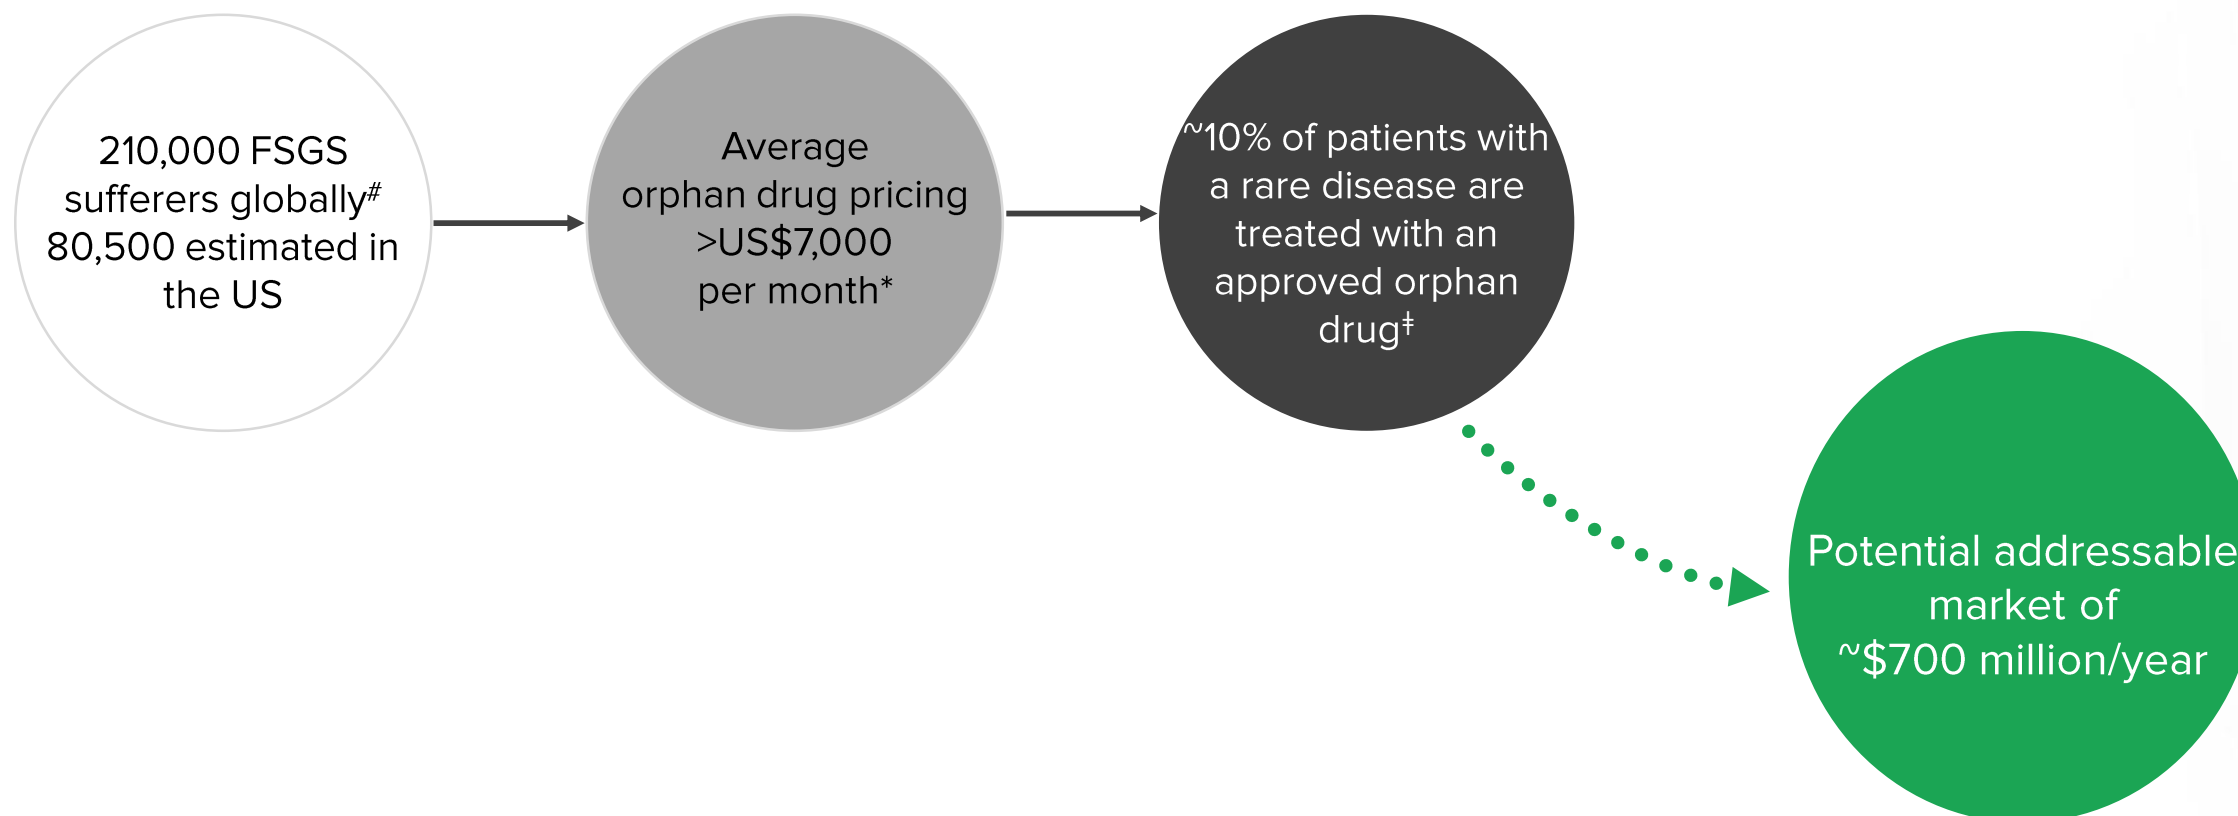 210,000 FSGS
sufferers globally#
80,500 estimated in
the US
Average
orphan drug pricing
>US$7,000
per month*
~10% of patients with
a rare disease are
treated with an
approved orphan
drug‡
Potential addressable
market of
~$700 million/year